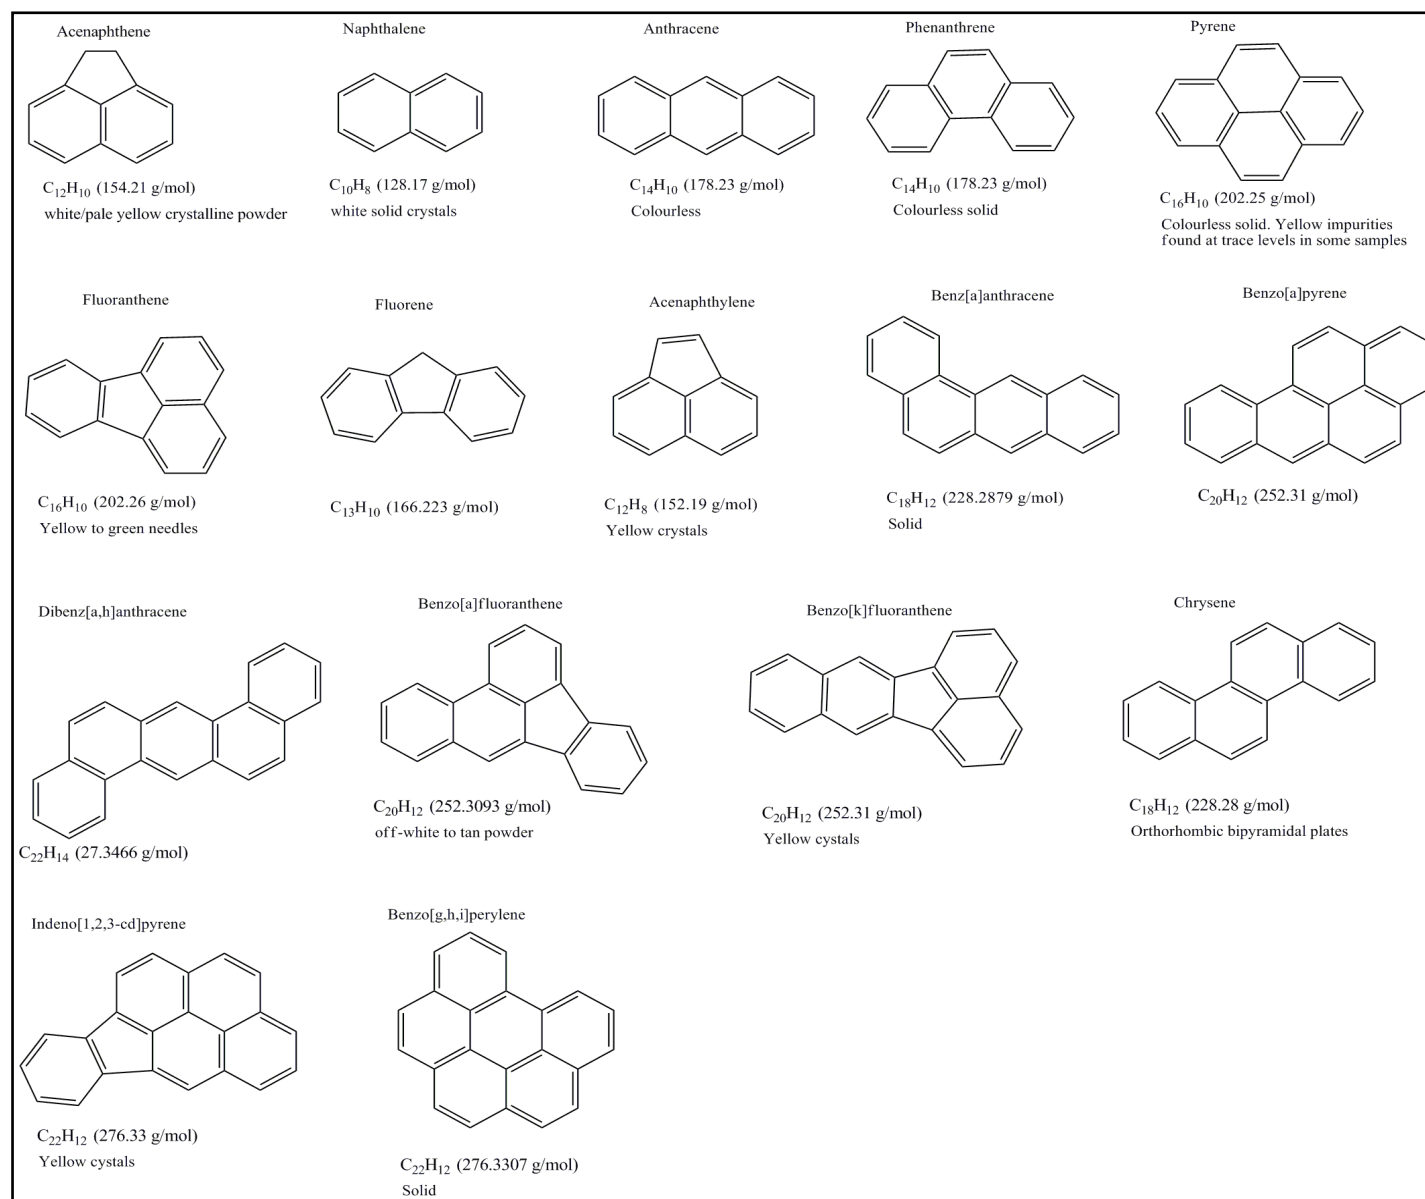 Acenaphthene
Naphthalene
Anthracene
Phenanthrene
Pyrene
C₁₂H₁₀ (154.21 g/mol)
white/pale yellow crystalline powder
C₁₀H₈ (128.17 g/mol)
white solid crystals
C₁₄H₁₀ (178.23 g/mol)
Colourless
C₁₄H₁₀ (178.23 g/mol)
Colourless solid
C₁₆H₁₀ (202.25 g/mol)
Colourless solid. Yellow impurities
found at trace levels in some samples
Fluoranthene
Fluorene
Acenaphthylene
Benz[a]anthracene
Benzo[a]pyrene
C₁₆H₁₀ (202.26 g/mol)
Yellow to green needles
C₁₃H₁₀ (166.223 g/mol)
C₁₂H₈ (152.19 g/mol)
Yellow crystals
C₁₈H₁₂ (228.2879 g/mol)
Solid
C₂₀H₁₂ (252.31 g/mol)
Dibenz[a,h]anthracene
Benzo[a]fluoranthene
Benzo[k]fluoranthene
Chrysene
C₂₂H₁₄ (27.3466 g/mol)
C₂₀H₁₂ (252.3093 g/mol)
off-white to tan powder
C₂₀H₁₂ (252.31 g/mol)
Yellow cystals
C₁₈H₁₂ (228.28 g/mol)
Orthorhombic bipyramidal plates
Indeno[1,2,3-cd]pyrene
Benzo[g,h,i]perylene
C₂₂H₁₂ (276.33 g/mol)
Yellow cystals
C₂₂H₁₂ (276.3307 g/mol)
Solid